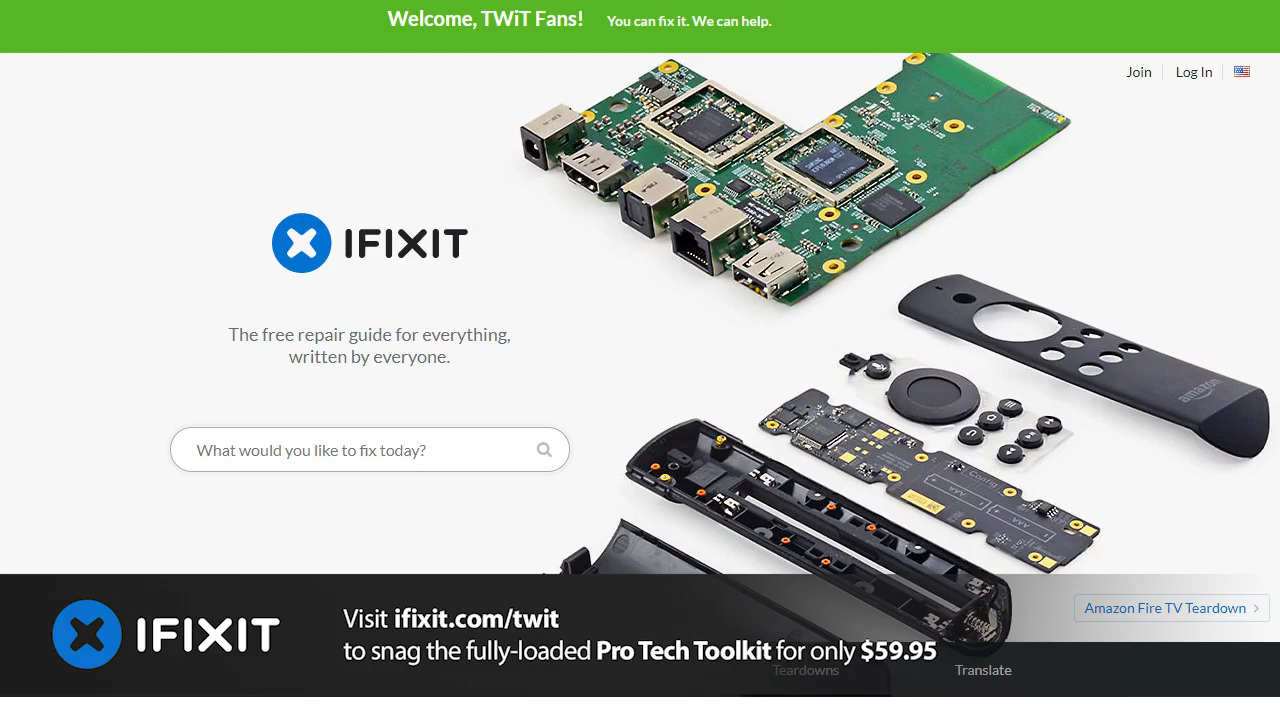 Welcome, TWiT Fans! You can fix it. We can help.
Join Log In
IFIXIT
The free repair guide for everything,
written by everyone.
What would you like to fix today?
amazon
Config
Amazon Fire TV Teardown
IFIXIT
Visit ifixit.com/twit
to snag the fully-loaded Pro Tech Toolkit for only $59.95
Teardowns Translate